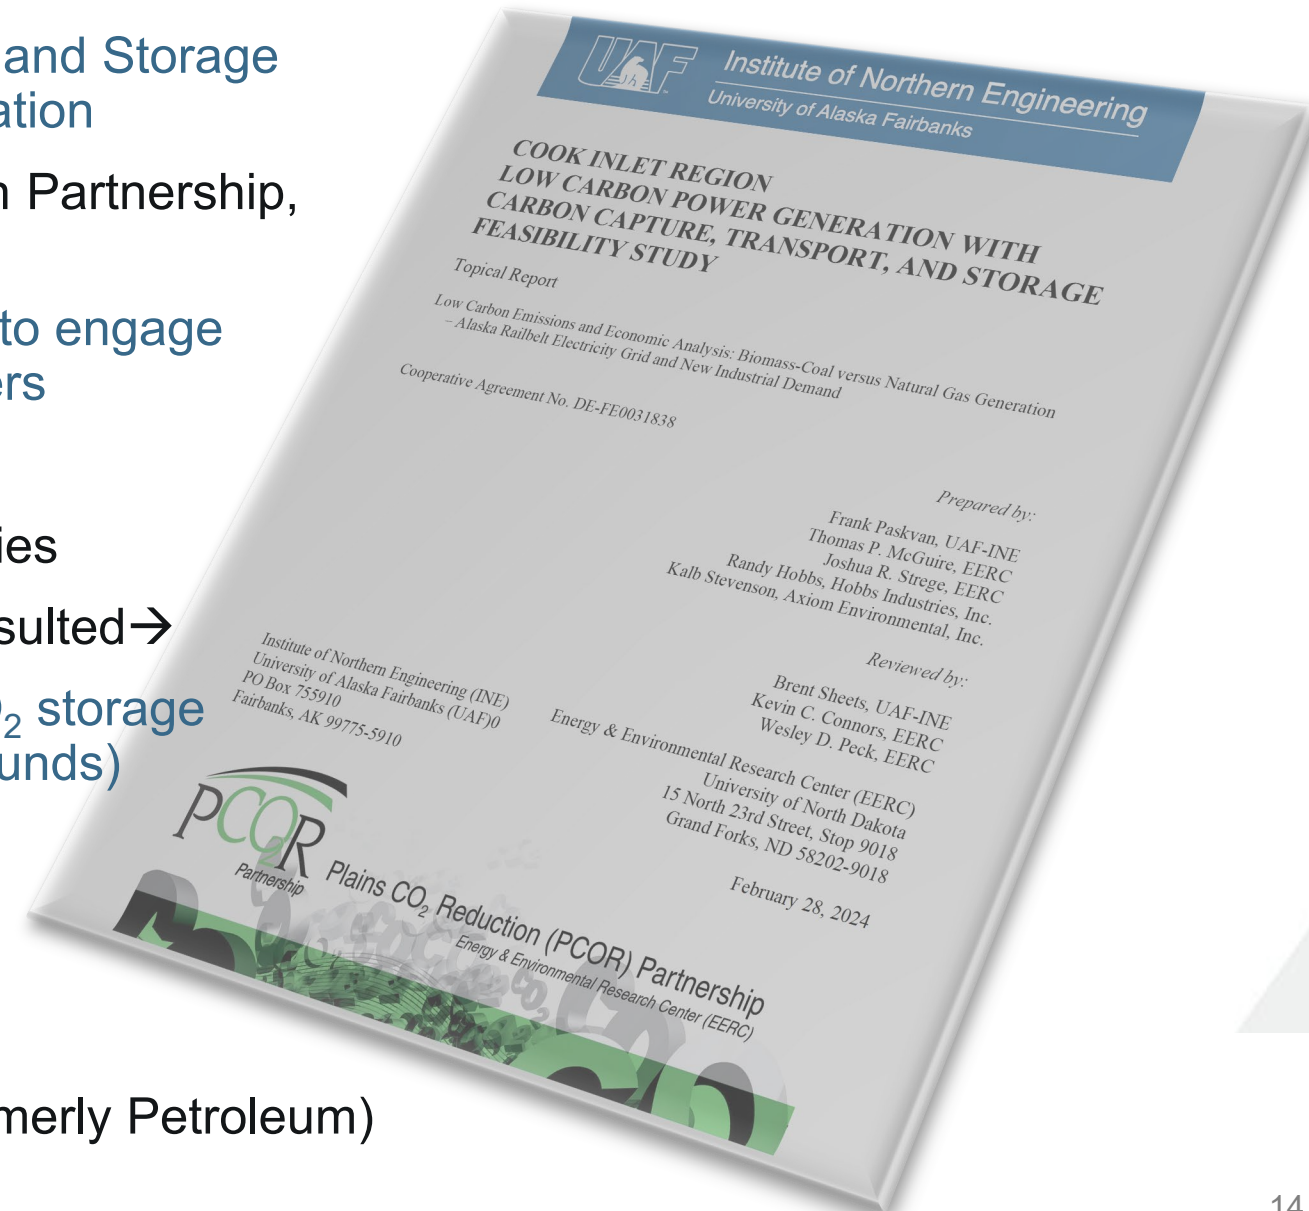 and Storage
ation
n Partnership,
to engage
ers
ies
sulted→
O₂ storage
unds)
merly Petroleum)
UAF
Institute of Northern Engineering
University of Alaska Fairbanks
COOK INLET REGION
LOW CARBON POWER GENERATION WITH
CARBON CAPTURE, TRANSPORT, AND STORAGE
FEASIBILITY STUDY
Topical Report
Low Carbon Emissions and Economic Analysis: Biomass-Coal versus Natural Gas Generation
– Alaska Railbelt Electricity Grid and New Industrial Demand
Cooperative Agreement No. DE-FE0031838
Prepared by:
Frank Paskvan, UAF-INE
Thomas P. McGuire, EERC
Joshua R. Strege, EERC
Randy Hobbs, Hobbs Industries, Inc.
Kalb Stevenson, Axiom Environmental, Inc.
Reviewed by:
Brent Sheets, UAF-INE
Kevin C. Connors, EERC
Wesley D. Peck, EERC
Institute of Northern Engineering (INE)
University of Alaska Fairbanks (UAF)0
PO Box 755910
Fairbanks, AK 99775-5910
Energy & Environmental Research Center (EERC)
University of North Dakota
15 North 23rd Street, Stop 9018
Grand Forks, ND 58202-9018
February 28, 2024
PCO₂R
Partnership
Plains CO₂ Reduction (PCOR) Partnership
Energy & Environmental Research Center (EERC)
14